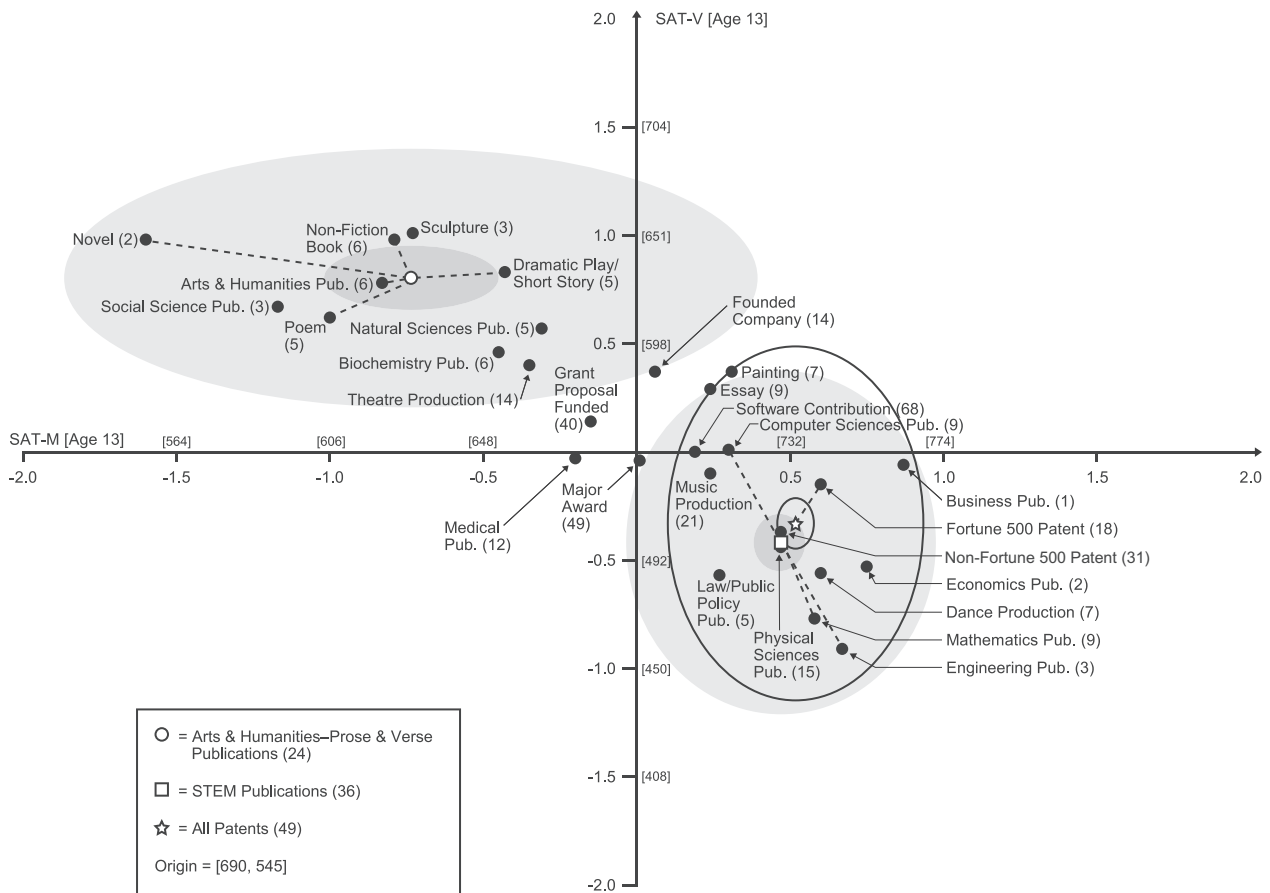 2.0
SAT-V [Age 13]
1.5
[704]
Novel (2)
Non-Fiction
Book (6)
Sculpture (3)
1.0
[651]
Dramatic Play/
Short Story (5)
Arts & Humanities Pub. (6)
Social Science Pub. (3)
Poem
(5)
Natural Sciences Pub. (5)
Founded
Company (14)
0.5
[598]
Biochemistry Pub. (6)
Theatre Production (14)
Grant
Proposal
Funded
(40)
Painting (7)
Essay (9)
Software Contribution (68)
Computer Sciences Pub. (9)
SAT-M [Age 13]
[564]
[606]
[648]
[732]
[774]
-2.0
-1.5
-1.0
-0.5
0.5
1.0
1.5
2.0
Medical
Pub. (12)
Major
Award
(49)
Music
Production
(21)
Business Pub. (1)
Fortune 500 Patent (18)
Non-Fortune 500 Patent (31)
-0.5
[492]
Economics Pub. (2)
Law/Public
Policy
Pub. (5)
Dance Production (7)
Physical
Sciences
Pub. (15)
Mathematics Pub. (9)
Engineering Pub. (3)
-1.0
[450]
-1.5
[408]
-2.0
= Arts & Humanities–Prose & Verse
Publications (24)
= STEM Publications (36)
= All Patents (49)
Origin = [690, 545]